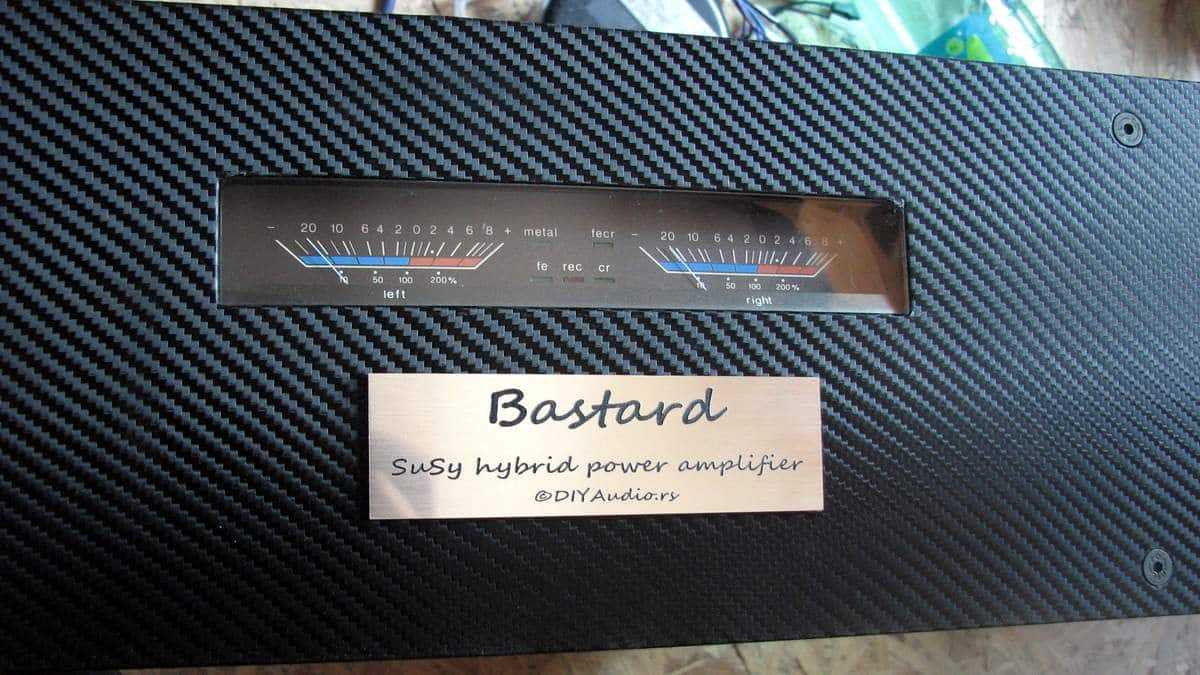 - 20 10 6 4 2 0 2 4 6 8 + metal fecr - 20 10 6 4 2 0 2 4 6 8 +
fe rec cr
10 50 100 200% 10 50 100 200%
left right
Bastard
SuSy hybrid power amplifier
©DIYAudio.rs